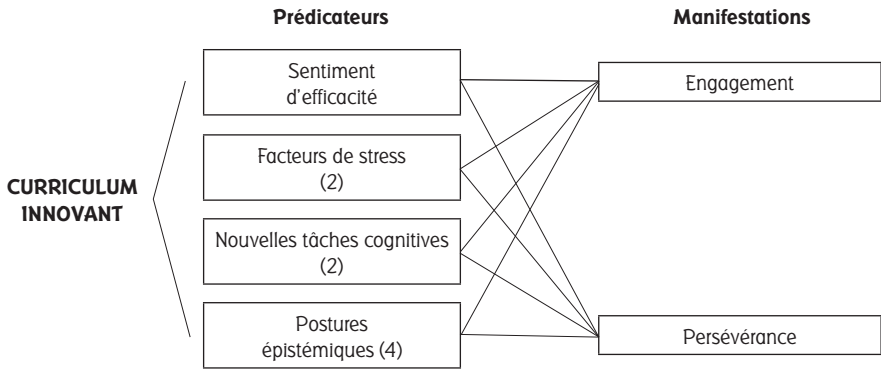 Prédicateurs
Manifestations
Sentiment
d'efficacité
Engagement
Facteurs de stress
(2)
CURRICULUM
INNOVANT
Nouvelles tâches cognitives
(2)
Postures
épistémiques (4)
Persévérance